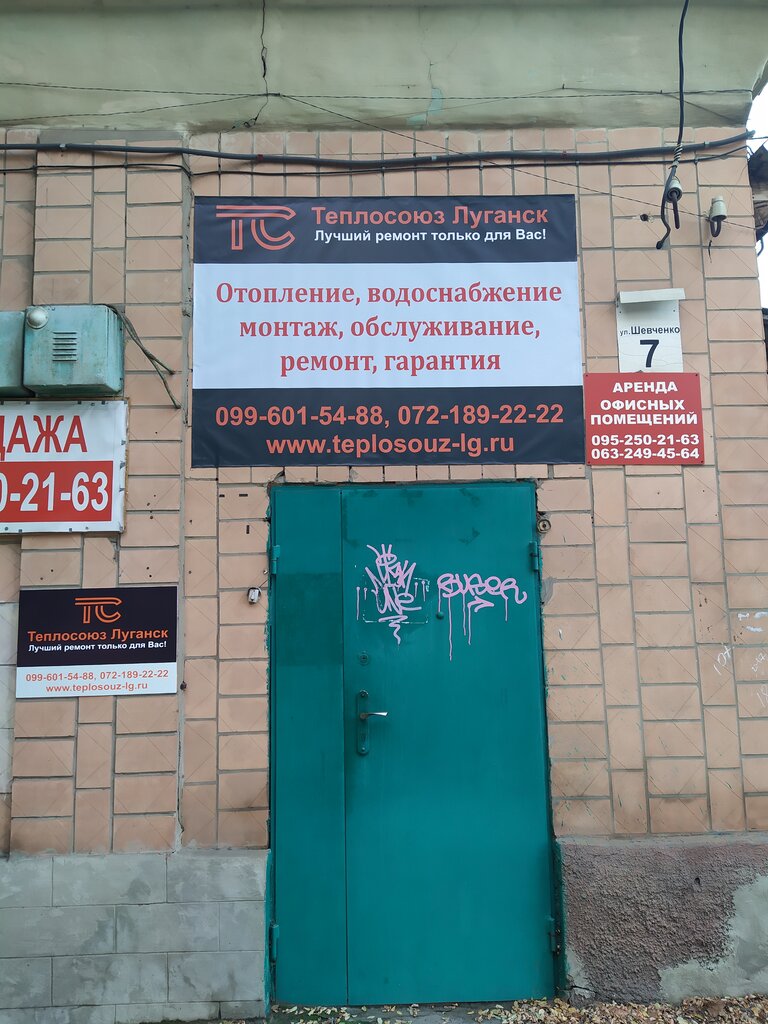 ТС
Теплосоюз Луганск
Лучший ремонт только для Вас!
Отопление, водоснабжение
монтаж, обслуживание,
ремонт, гарантия
099-601-54-88, 072-189-22-22
www.teplosouz-lg.ru
ул.Шевченко
7
АРЕНДА
ОФИСНЫХ
ПОМЕЩЕНИЙ
095-250-21-63
063-249-45-64
ДАЖА
0-21-63
ТС
Теплосоюз Луганск
Лучший ремонт только для Вас!
099-601-54-88, 072-189-22-22
www.teplosouz-lg.ru